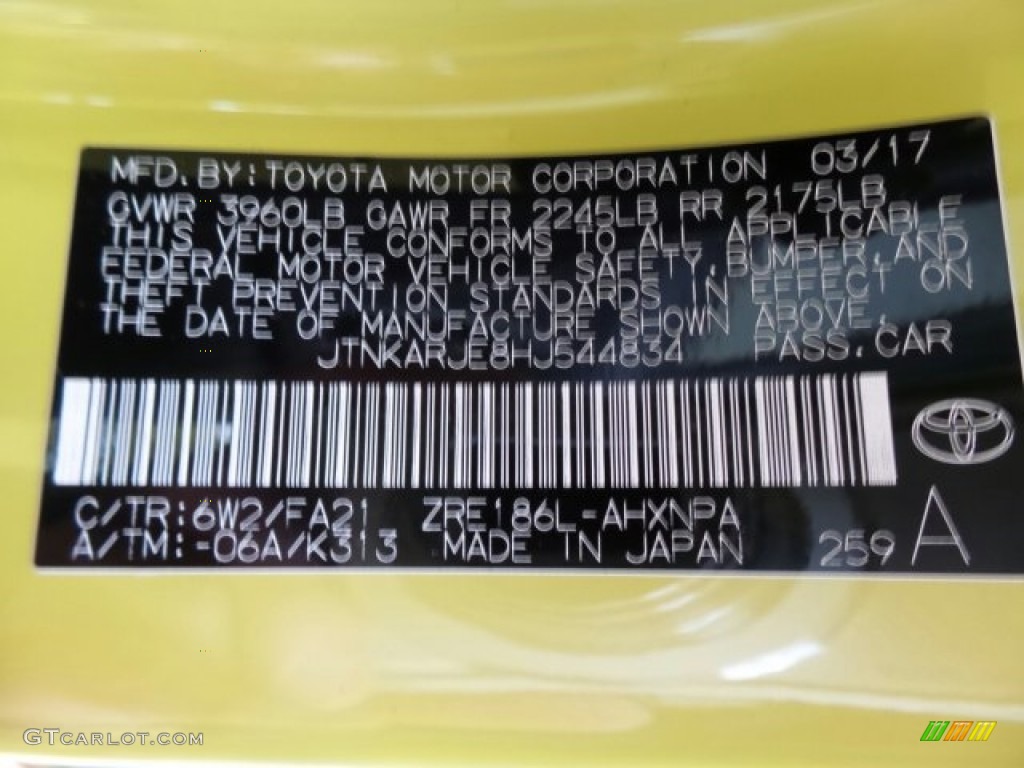 MFD. BY: TOYOTA MOTOR CORPORATION 03/17
GVWR 3960LB GAWR FR 2245LB RR 2175LB
THIS VEHICLE CONFORMS TO ALL APPLICABLE
FEDERAL MOTOR VEHICLE SAFETY, BUMPER, AND
THEFT PREVENTION STANDARDS IN EFFECT ON
THE DATE OF MANUFACTURE SHOWN ABOVE.
JTNKARJE8HJ544834 PASS. CAR
C/TR: 6W2/FA21 ZRE186L-AHXNPA
A/TM: -06A/K313 MADE IN JAPAN 259 A
GTCARLOT.COM